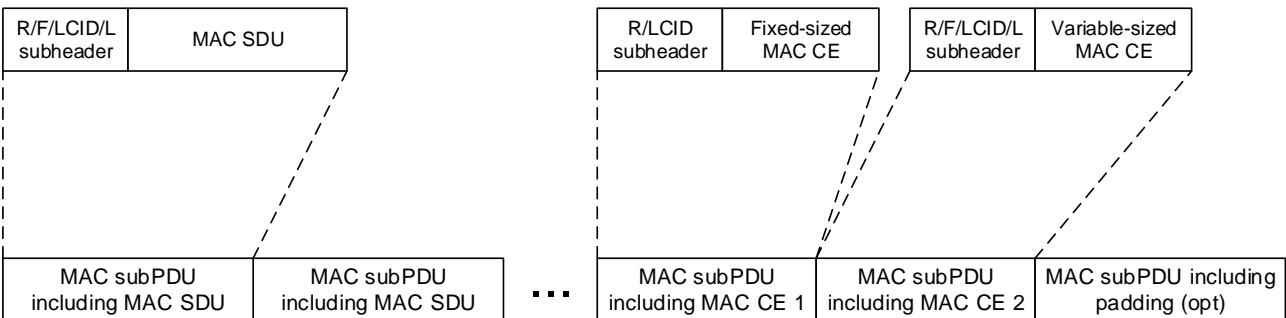 R/F/LCID/L
subheader
MAC SDU
R/LCID
subheader
Fixed-sized
MAC CE
R/F/LCID/L
subheader
Variable-sized
MAC CE
MAC subPDU
including MAC SDU
MAC subPDU
including MAC SDU
...
MAC subPDU
including MAC CE 1
MAC subPDU
including MAC CE 2
MAC subPDU including
padding (opt)